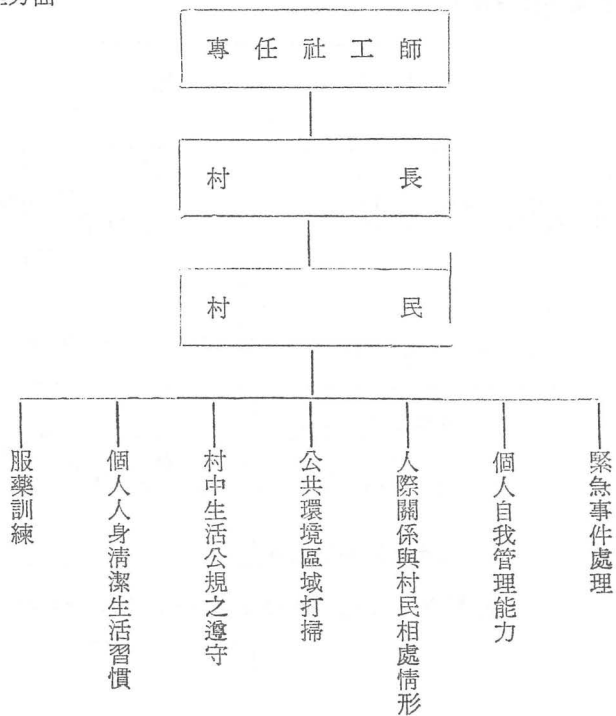 方面
專任社工師
村長
村民
服藥訓練
個人人身清潔生活習慣
村中生活公規之遵守
公共環境區域打掃
人際關係與村民相處情形
個人自我管理能力
緊急事件處理